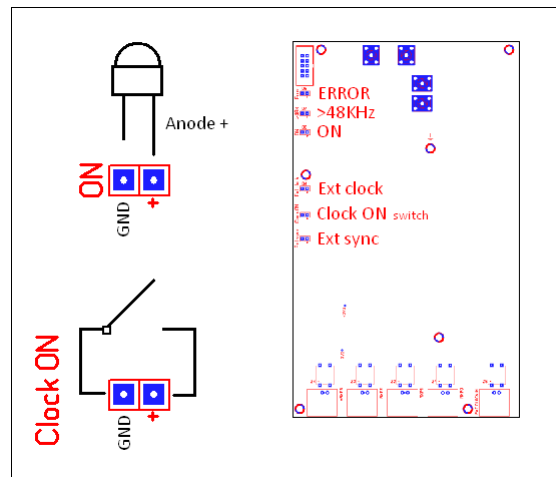 Anode +
ON
GND
+
Clock ON
GND
+
ERROR
>48KHz
ON
Ext clock
Clock ON switch
Ext sync